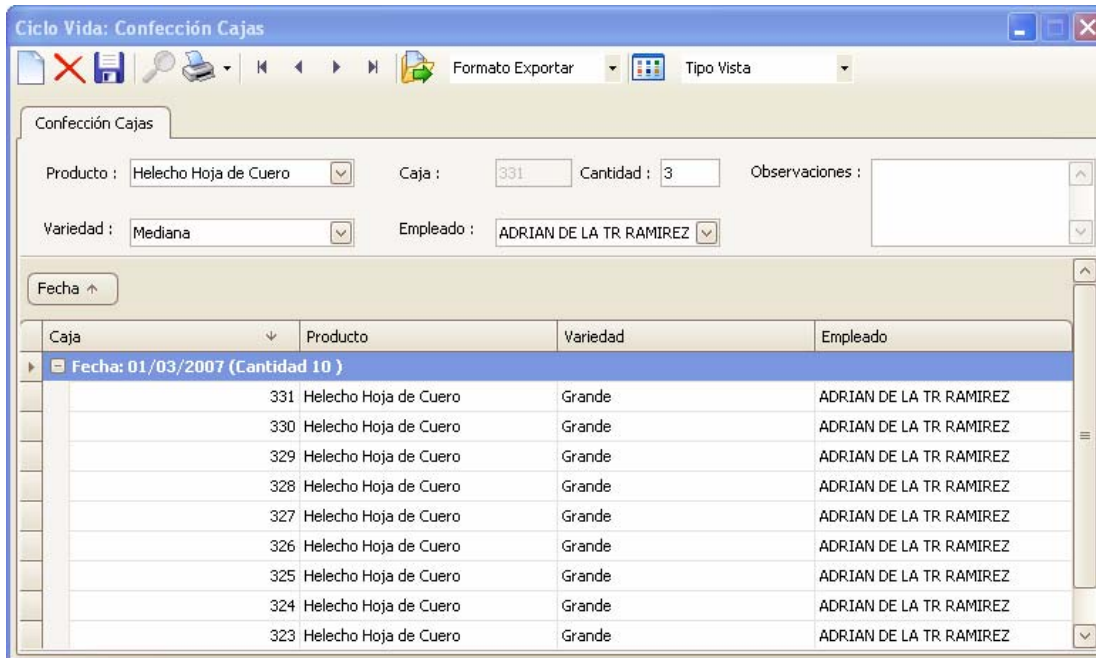 Ciclo Vida: Confección Cajas
Formato Exportar Tipo Vista
Confección Cajas
Producto : Helecho Hoja de Cuero Caja : 331 Cantidad : 3 Observaciones :
Variedad : Mediana Empleado : ADRIAN DE LA TR RAMIREZ
Fecha
Caja Producto Variedad Empleado
Fecha: 01/03/2007 (Cantidad 10 )
331 Helecho Hoja de Cuero Grande ADRIAN DE LA TR RAMIREZ
330 Helecho Hoja de Cuero Grande ADRIAN DE LA TR RAMIREZ
329 Helecho Hoja de Cuero Grande ADRIAN DE LA TR RAMIREZ
328 Helecho Hoja de Cuero Grande ADRIAN DE LA TR RAMIREZ
327 Helecho Hoja de Cuero Grande ADRIAN DE LA TR RAMIREZ
326 Helecho Hoja de Cuero Grande ADRIAN DE LA TR RAMIREZ
325 Helecho Hoja de Cuero Grande ADRIAN DE LA TR RAMIREZ
324 Helecho Hoja de Cuero Grande ADRIAN DE LA TR RAMIREZ
323 Helecho Hoja de Cuero Grande ADRIAN DE LA TR RAMIREZ